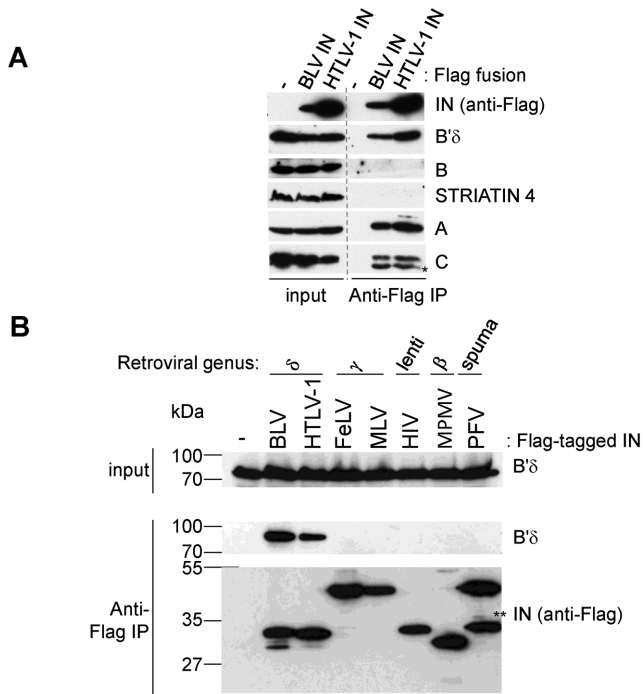 A
- BLV IN HTLV-1 IN - BLV IN HTLV-1 IN
: Flag fusion
IN (anti-Flag)
B'δ
B
STRIATIN 4
A
C
*
input Anti-Flag IP
B
Retroviral genus: δ γ lenti β spuma
kDa
- BLV HTLV-1 FeLV MLV HIV MPMV PFV : Flag-tagged IN
100
input B'δ
70
100
B'δ
70
55
Anti-
Flag IP
35
**
IN (anti-Flag)
27